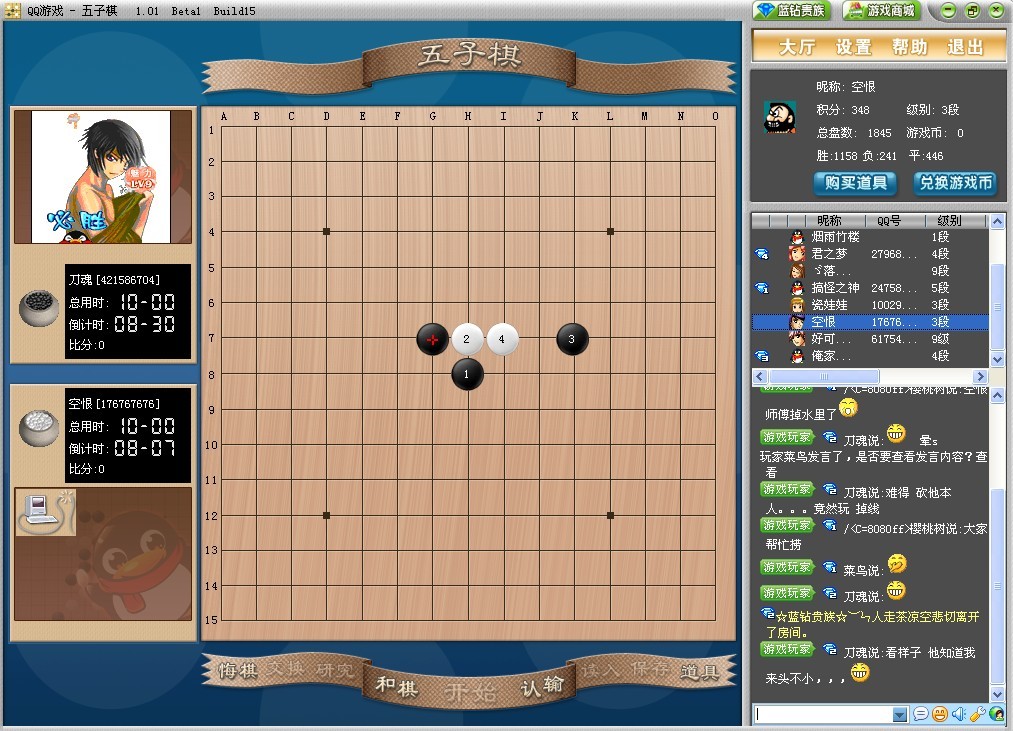 QQ游戏 - 五子棋 1.01 Beta1 Build15
蓝钻贵族 游戏商城
大厅 设置 帮助 退出
五子棋
昵称: 空恨
积分: 348 级别: 3段
总盘数: 1845 游戏币: 0
胜:1158 负:241 平:446
购买道具 兑换游戏币
魅力
LV9
必胜
刀魂 [421586704]
总用时: 10-00
倒计时: 08-30
比分:0
空恨 [176767676]
总用时: 10-00
倒计时: 08-07
比分:0
A B C D E F G H I J K L M N O
1
2
3
4
5
6
7
8
9
10
11
12
13
14
15
2 4 3
1
悔棋 交换 研究 和棋 开始 认输 读入 保存 道具
昵称 QQ号 级别
烟雨竹楼 1段
君之梦 27968... 4段
ゞ落... 9段
搞怪之神 24758... 5段
瓷娃娃 10029... 3段
空恨 17676... 3段
好可... 61754... 9级
俺家... 4段
游戏玩家 /<C=8080ff>樱桃树说:空恨
师傅掉水里了
游戏玩家 刀魂说: 晕s
玩家菜鸟发言了，是否要查看发言内容？查
看
游戏玩家 刀魂说:难得 砍他本
人。。。竟然玩 掉线
游戏玩家 /<C=8080ff>樱桃树说:大家
帮忙捞
游戏玩家 菜鸟说:
游戏玩家 刀魂说:
☆蓝钻贵族☆︶ㄣ人走茶凉空悲切离开
了房间。
游戏玩家 刀魂说:看样子 他知道我
来头不小，，，